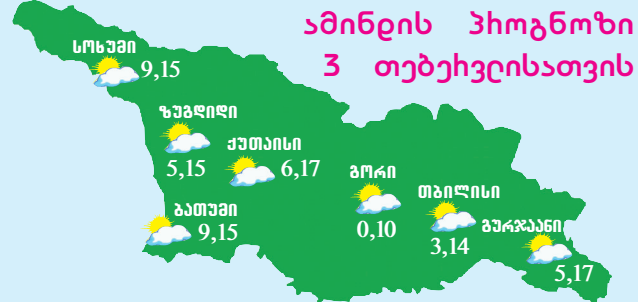 ამინდის პროგნოზი
3 თებერვლისათვის
სოხუმი
9,15
ზუგდიდი
5,15
ქუთაისი
6,17
გორი
0,10
თბილისი
3,14
ბათუმი
9,15
გურჯაანი
5,17